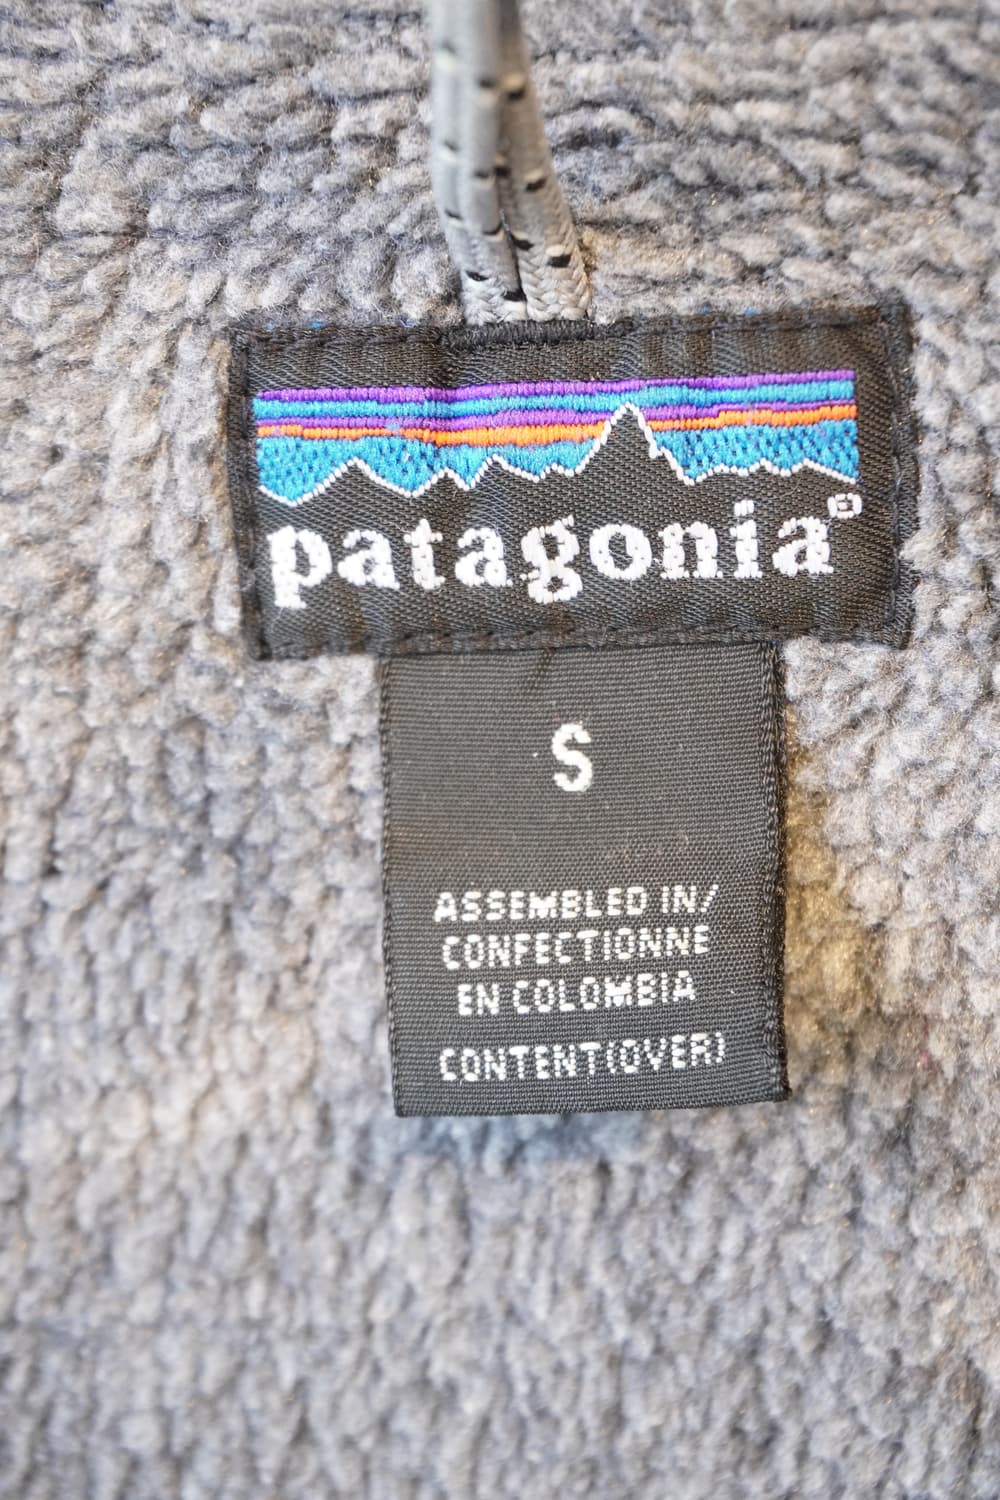 patagonia®
S
ASSEMBLED IN/
CONFECTIONNE
EN COLOMBIA
CONTENT(OVER)